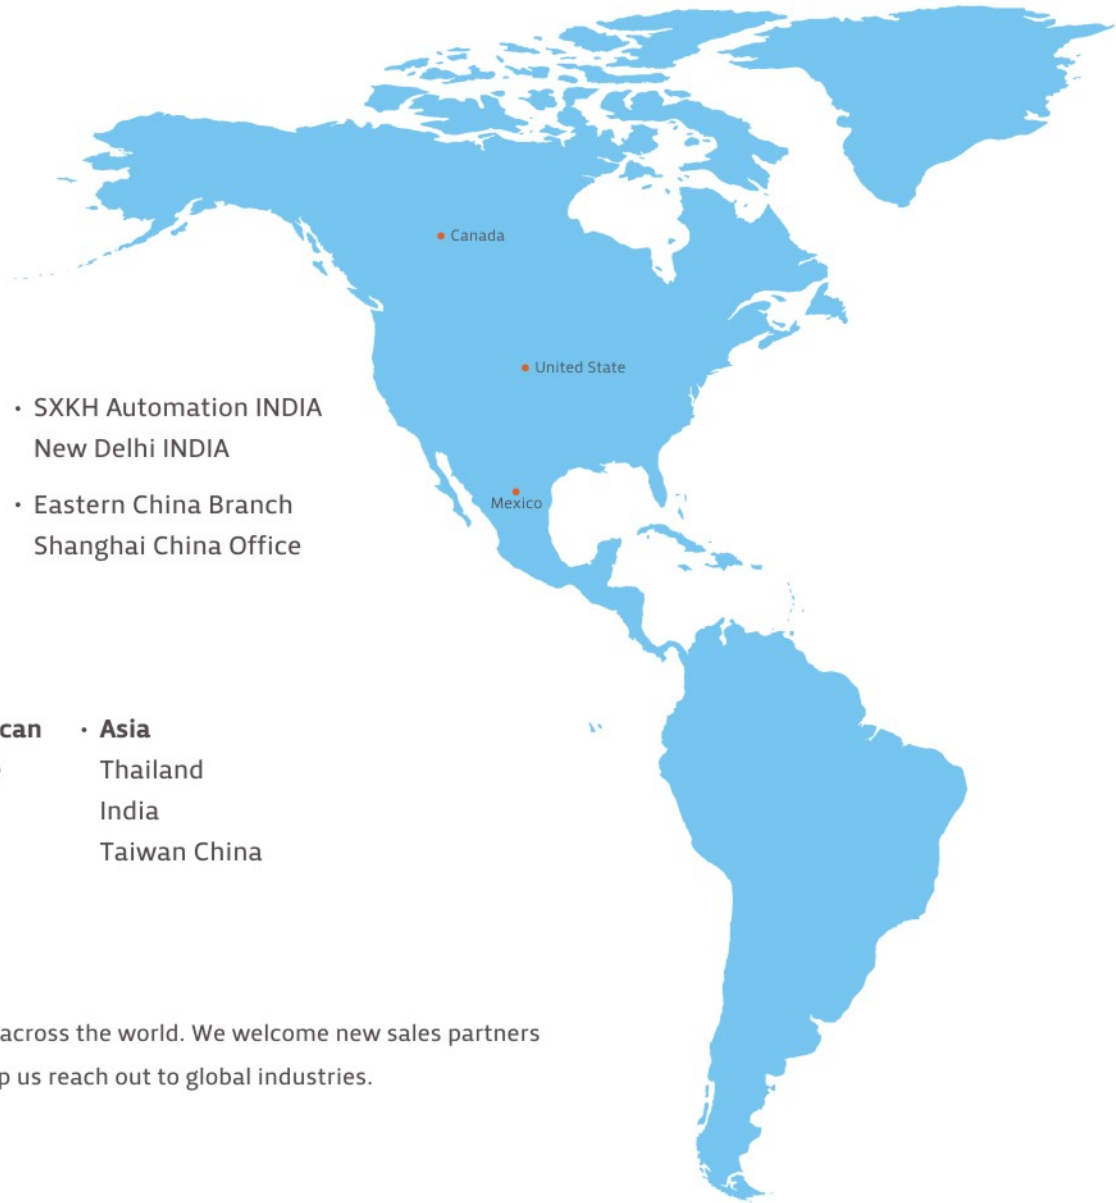 Canada
United State
Mexico
· SXKH Automation INDIA
New Delhi INDIA
· Eastern China Branch
Shanghai China Office
can · Asia
Thailand
India
Taiwan China
across the world. We welcome new sales partners
p us reach out to global industries.